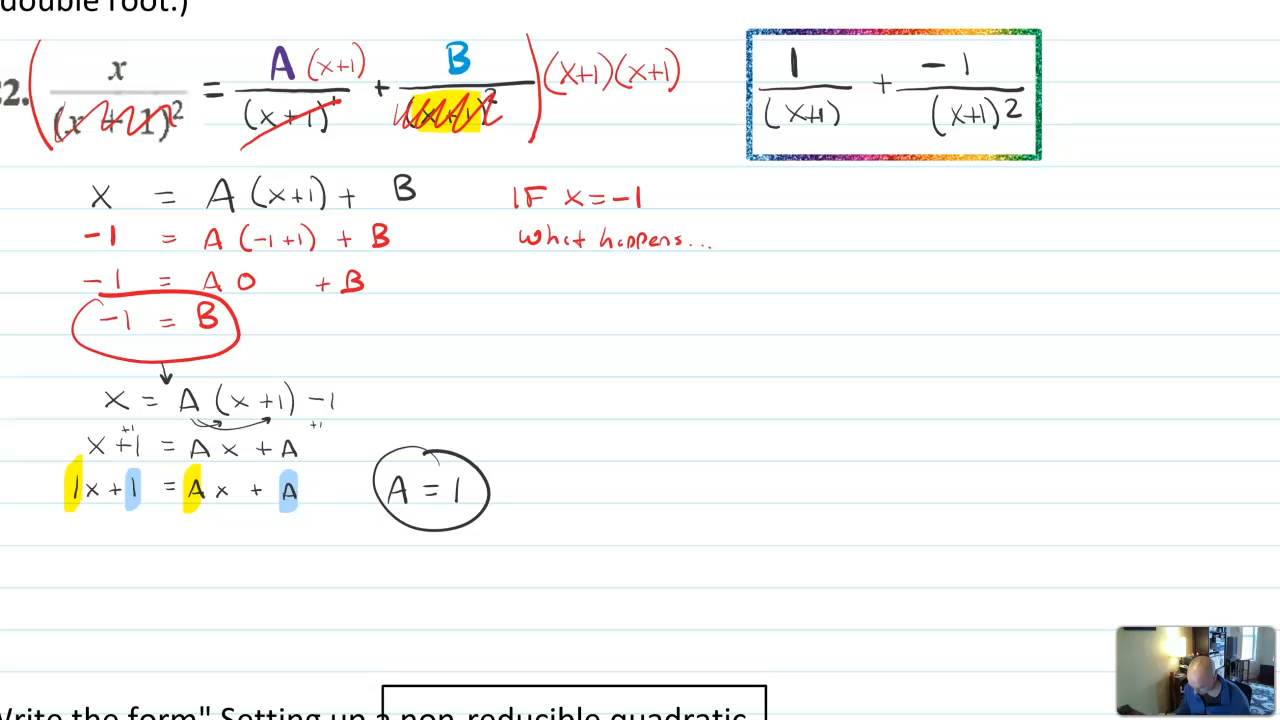 double root.)
2. ( x / (x + 1)² = A (x+1) / (x+1)¹ + B / (x+1)² ) (x+1)(x+1)
1 / (x+1) + -1 / (x+1)²
x = A (x+1) + B
IF x = -1
-1 = A (-1+1) + B
What happens...
-1 = A 0 + B
-1 = B
x = A (x+1) -1
+1 +1
x +1 = A x + A
1x + 1 = A x + A
A = 1
Write the form" Setting up a non-reducible quadratic